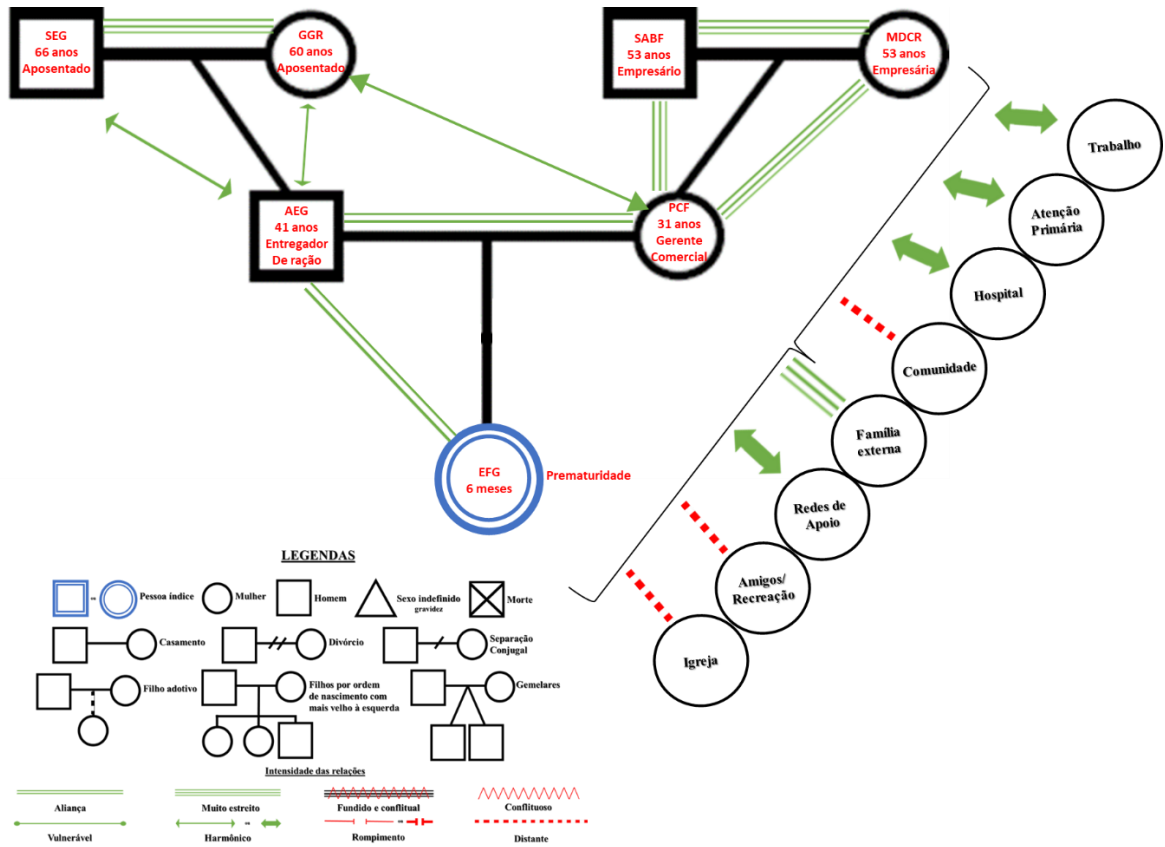 SEG
66 anos
Aposentado
GGR
60 anos
Aposentado
SABF
53 anos
Empresário
MDCR
53 anos
Empresária
AEG
41 anos
Entregador
De ração
PCF
31 anos
Gerente
Comercial
EFG
6 meses
Prematuridade
Trabalho
Atenção
Primária
Hospital
Comunidade
Família
externa
Redes de
Apoio
Amigos/
Recreação
Igreja
LEGENDAS
ou
Pessoa índice
Mulher
Homem
Sexo indefinido
gravidez
Morte
Casamento
Divórcio
Separação
Conjugal
Filho adotivo
Filhos por ordem
de nascimento com
mais velho à esquerda
Gemelares
Intensidade das relações
Aliança
Muito estreito
Fundido e conflitual
Conflituoso
Vulnerável
ou
Harmônico
ou
Rompimento
Distante